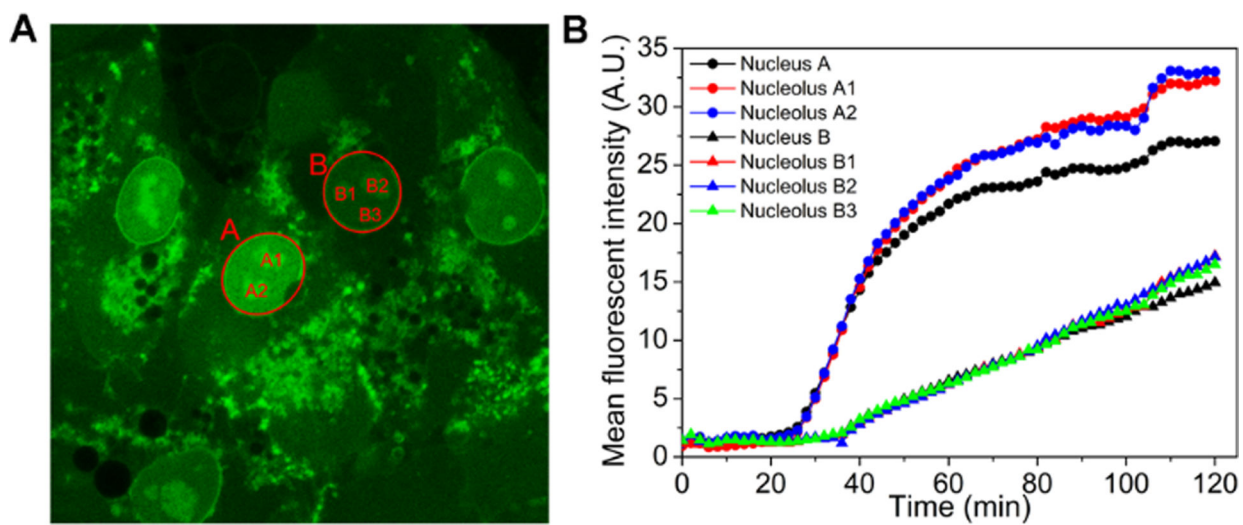 A
B
A
A1
A2
B
B1
B2
B3
Mean fluorescent intensity (A.U.)
35
30
25
20
15
10
5
0
Nucleus A
Nucleolus A1
Nucleolus A2
Nucleus B
Nucleolus B1
Nucleolus B2
Nucleolus B3
0 20 40 60 80 100 120
Time (min)